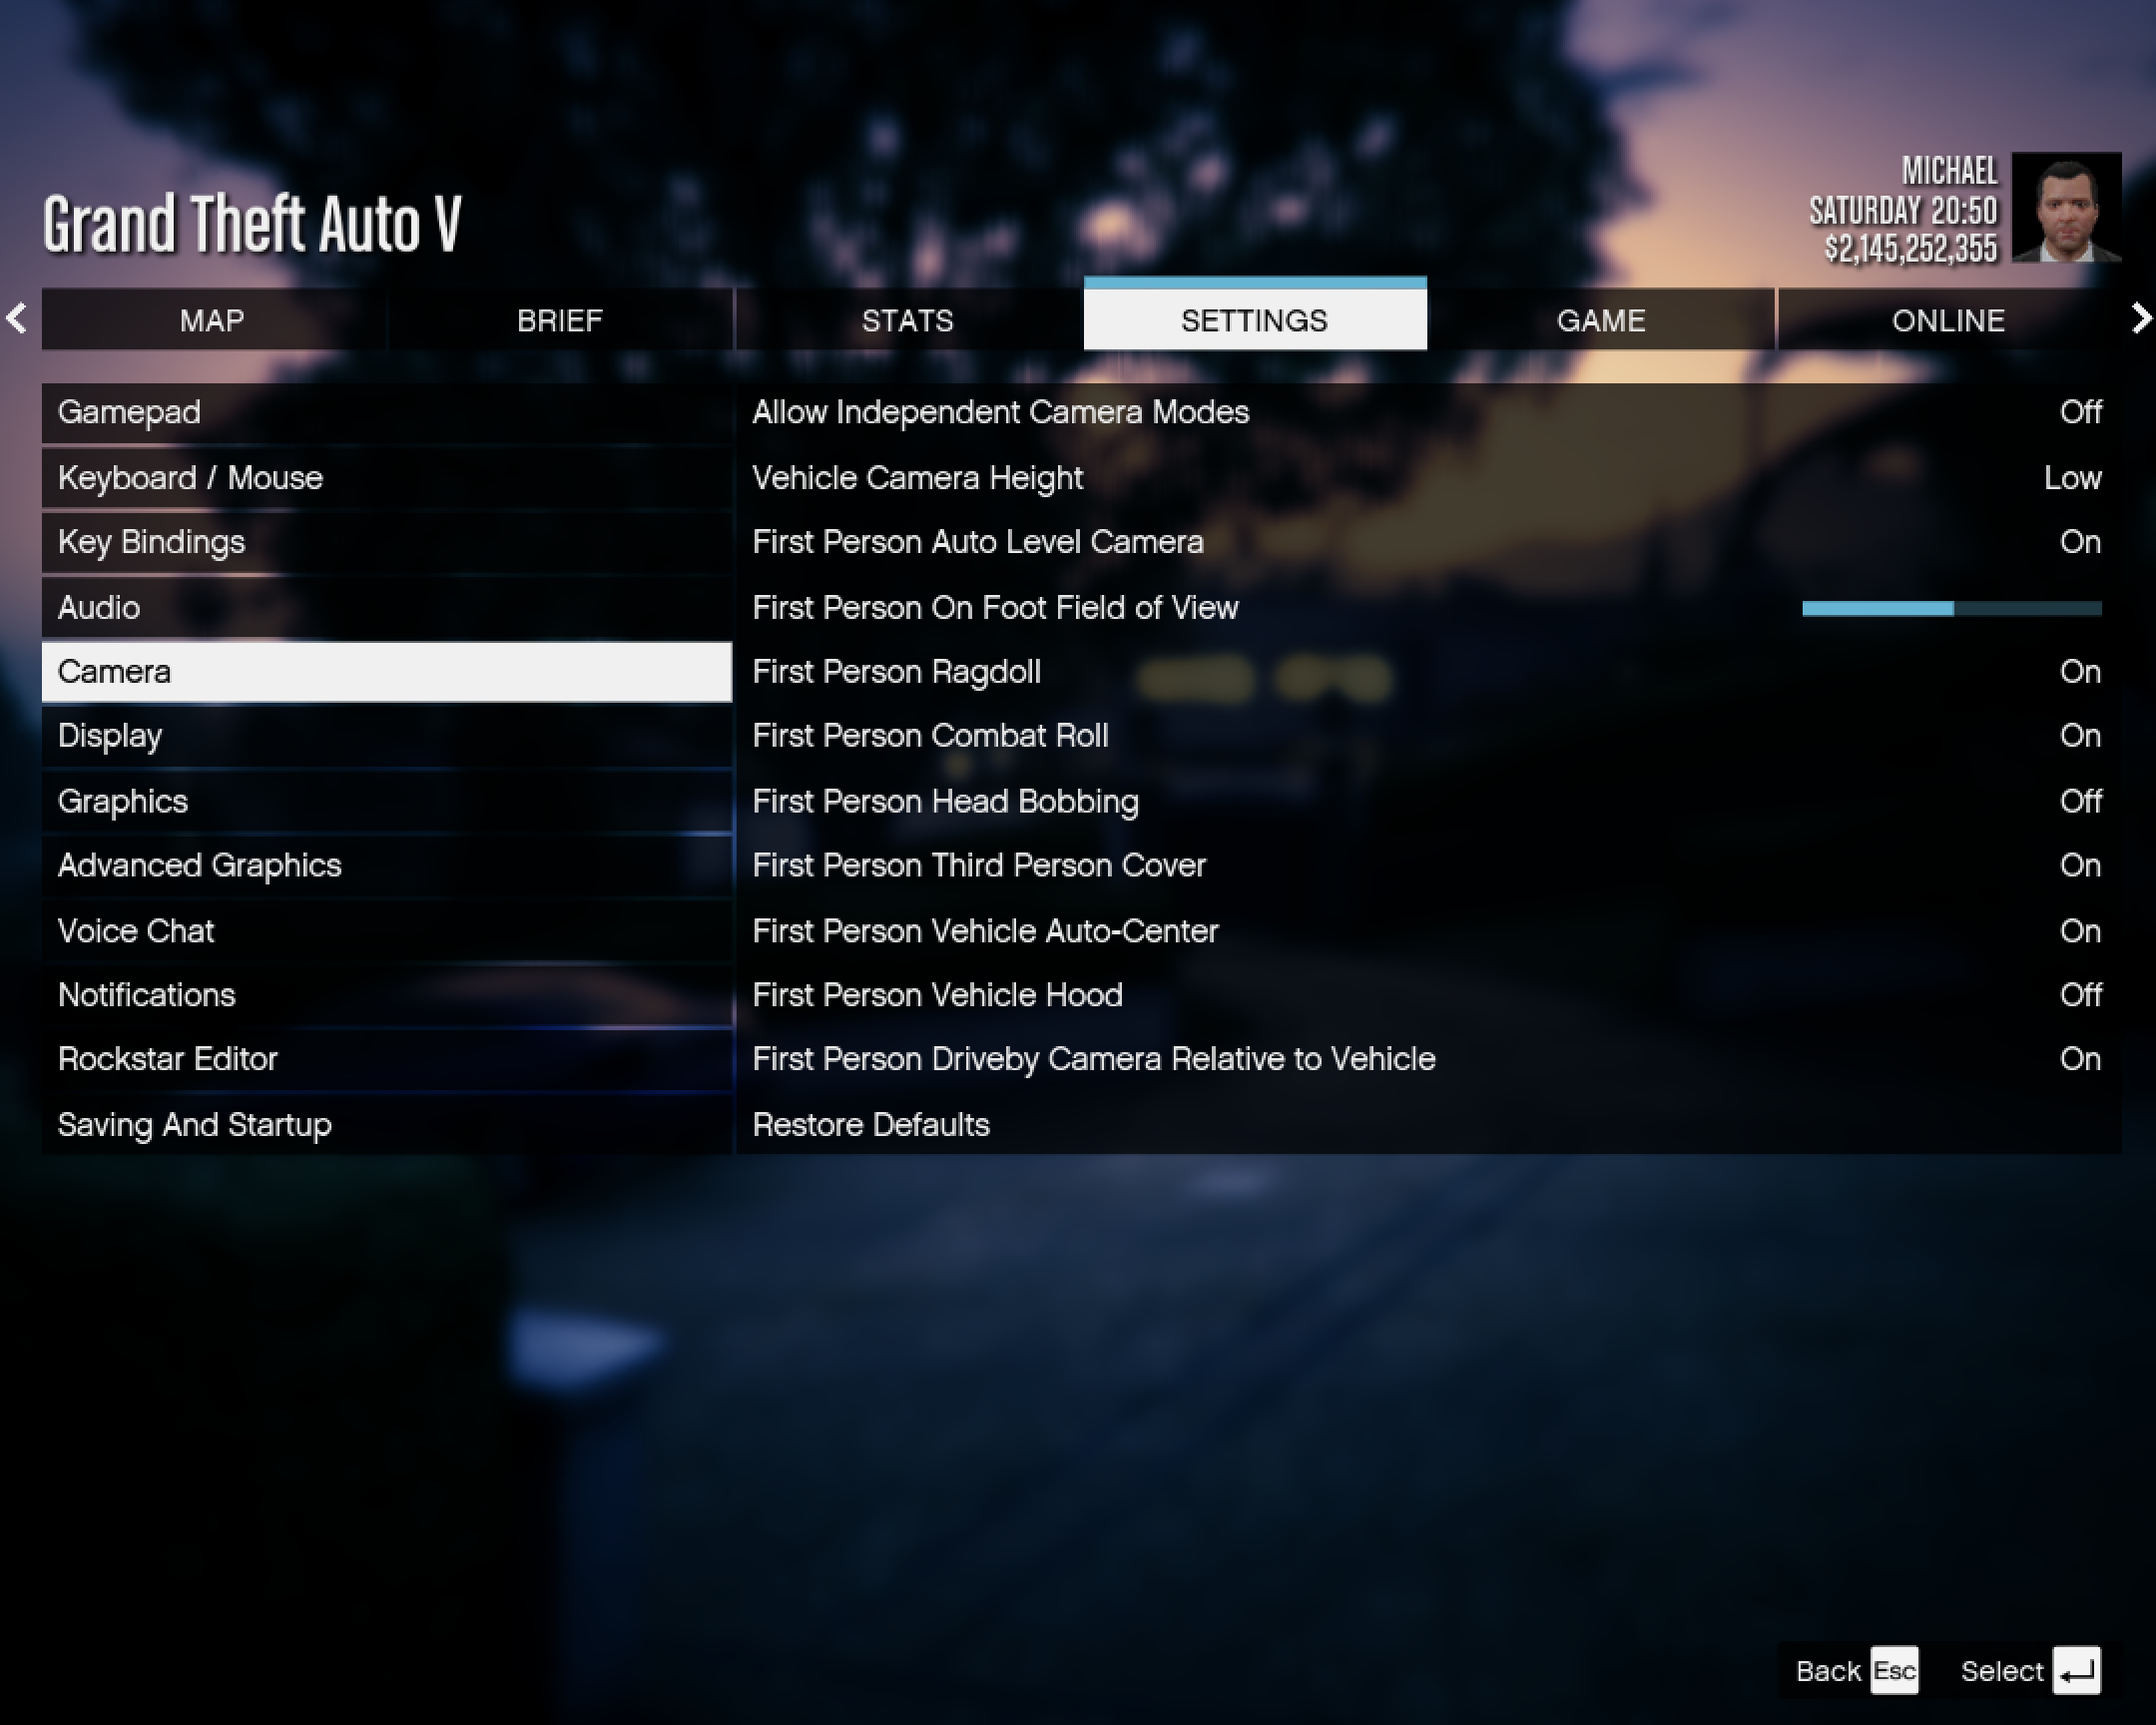 Grand Theft Auto V
MICHAEL
SATURDAY 20:50
$2,145,252,355
MAP BRIEF STATS SETTINGS GAME ONLINE
Gamepad
Keyboard / Mouse
Key Bindings
Audio
Camera
Display
Graphics
Advanced Graphics
Voice Chat
Notifications
Rockstar Editor
Saving And Startup
Allow Independent Camera Modes Off
Vehicle Camera Height Low
First Person Auto Level Camera On
First Person On Foot Field of View
First Person Ragdoll On
First Person Combat Roll On
First Person Head Bobbing Off
First Person Third Person Cover On
First Person Vehicle Auto-Center On
First Person Vehicle Hood Off
First Person Driveby Camera Relative to Vehicle On
Restore Defaults
Back Esc Select